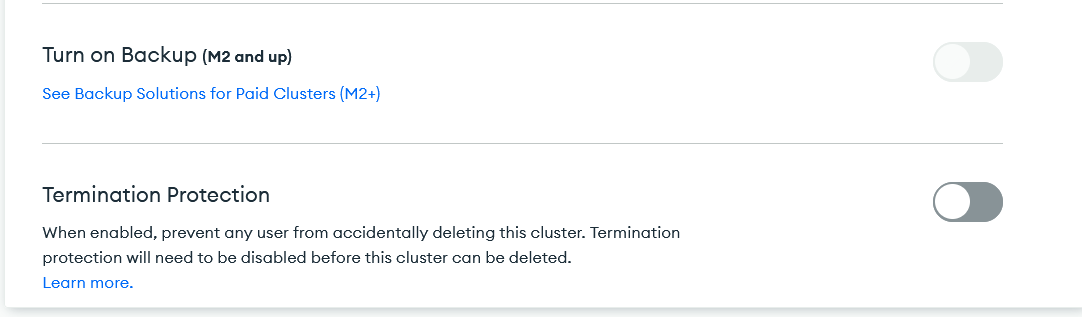 Turn on Backup (M2 and up)
See Backup Solutions for Paid Clusters (M2+)
Termination Protection
When enabled, prevent any user from accidentally deleting this cluster. Termination
protection will need to be disabled before this cluster can be deleted.
Learn more.